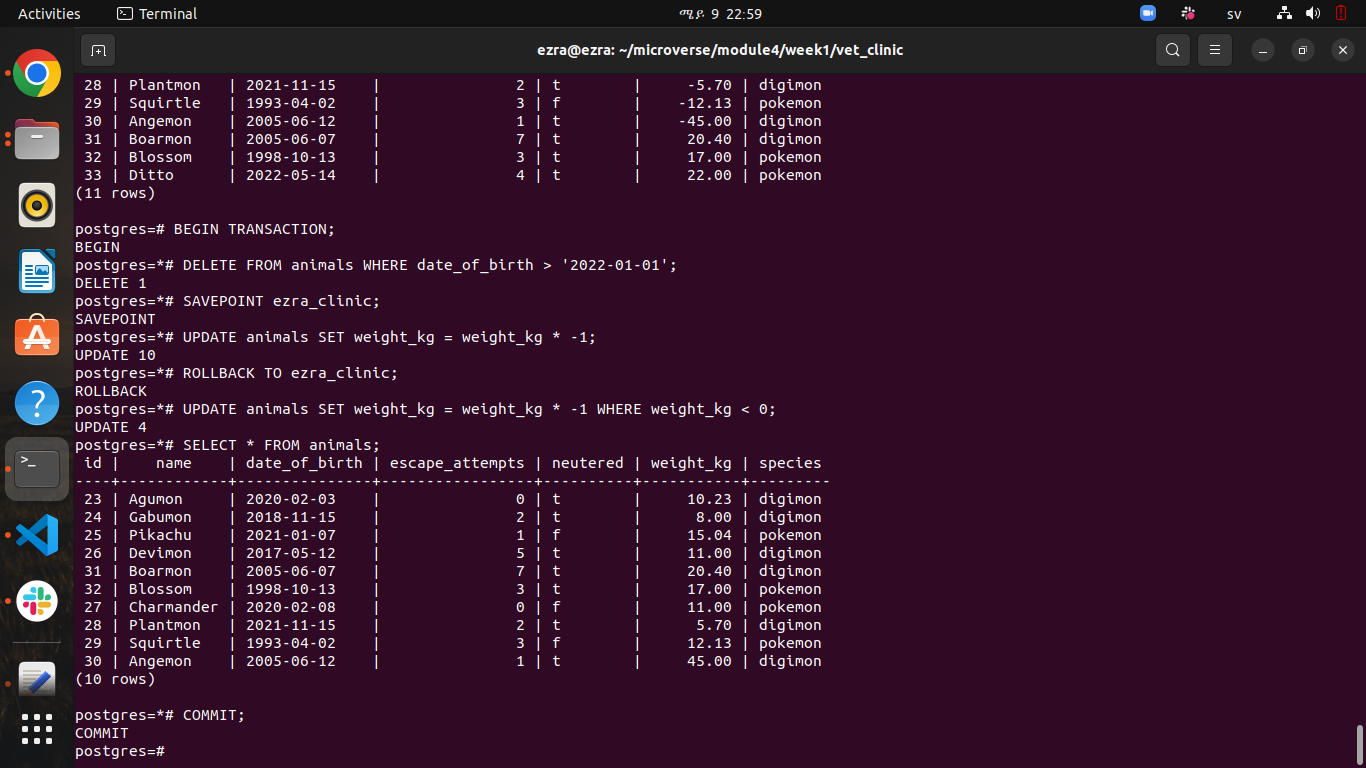 Activities Terminal ሜይ 9 22:59 sv
ezra@ezra: ~/microverse/module4/week1/vet_clinic
28 | Plantmon   | 2021-11-15    |               2 | t        |     -5.70 | digimon
29 | Squirtle   | 1993-04-02    |               3 | f        |    -12.13 | pokemon
30 | Angemon    | 2005-06-12    |               1 | t        |    -45.00 | digimon
31 | Boarmon    | 2005-06-07    |               7 | t        |     20.40 | digimon
32 | Blossom    | 1998-10-13    |               3 | t        |     17.00 | pokemon
33 | Ditto      | 2022-05-14    |               4 | t        |     22.00 | pokemon
(11 rows)
postgres=# BEGIN TRANSACTION;
BEGIN
postgres=*# DELETE FROM animals WHERE date_of_birth > '2022-01-01';
DELETE 1
postgres=*# SAVEPOINT ezra_clinic;
SAVEPOINT
postgres=*# UPDATE animals SET weight_kg = weight_kg * -1;
UPDATE 10
postgres=*# ROLLBACK TO ezra_clinic;
ROLLBACK
postgres=*# UPDATE animals SET weight_kg = weight_kg * -1 WHERE weight_kg < 0;
UPDATE 4
postgres=*# SELECT * FROM animals;
id |    name    | date_of_birth | escape_attempts | neutered | weight_kg | species
----+------------+---------------+-----------------+----------+-----------+---------
23 | Agumon     | 2020-02-03    |               0 | t        |     10.23 | digimon
24 | Gabumon    | 2018-11-15    |               2 | t        |      8.00 | digimon
25 | Pikachu    | 2021-01-07    |               1 | f        |     15.04 | pokemon
26 | Devimon    | 2017-05-12    |               5 | t        |     11.00 | digimon
31 | Boarmon    | 2005-06-07    |               7 | t        |     20.40 | digimon
32 | Blossom    | 1998-10-13    |               3 | t        |     17.00 | pokemon
27 | Charmander | 2020-02-08    |               0 | f        |     11.00 | pokemon
28 | Plantmon   | 2021-11-15    |               2 | t        |      5.70 | digimon
29 | Squirtle   | 1993-04-02    |               3 | f        |     12.13 | pokemon
30 | Angemon    | 2005-06-12    |               1 | t        |     45.00 | digimon
(10 rows)
postgres=*# COMMIT;
COMMIT
postgres=#